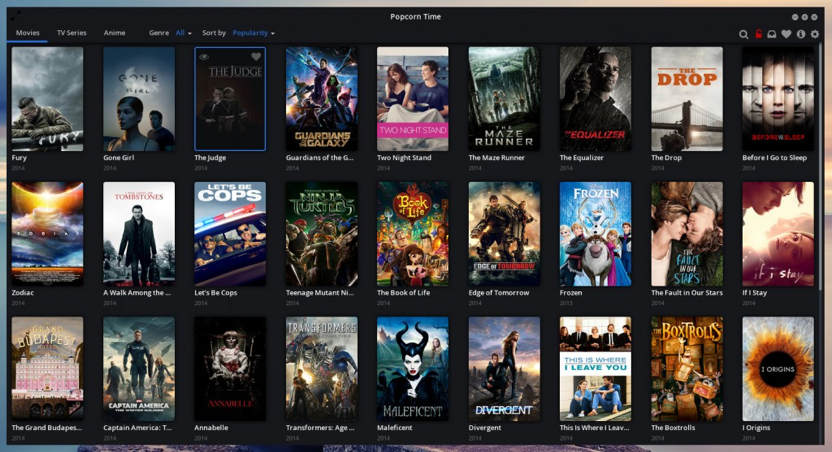 Popcorn Time
Movies TV Series Anime Genre All Sort by Popularity
FURY
GONE GIRL
THE JUDGE
GUARDIANS OF THE GALAXY
TWO NIGHT STAND
THE MAZE RUNNER
THE EQUALIZER
THE DROP
BEFORE I GO TO SLEEP
Fury Gone Girl The Judge Guardians of the G... Two Night Stand The Maze Runner The Equalizer The Drop Before I Go to Sleep
2014 2014 2014 2014 2014 2014 2014 2014 2014
ZODIAC
TOMBSTONES
LET'S BE COPS
NINJA TURTLES
Book of Life
EDGE OF TOMORROW
FROZEN
THE FAULT IN OUR STARS
if i stay
Zodiac A Walk Among the ... Let's Be Cops Teenage Mutant Ni... The Book of Life Edge of Tomorrow Frozen The Fault in Our Stars If I Stay
2014 2014 2014 2014 2014 2014 2013 2014 2014
GRAND BUDAPEST
CAPTAIN AMERICA
THE WINTER SOLDIER
ANNABELLE
TRANSFORMERS
MALEFICENT
DIVERGENT
THIS IS WHERE
I LEAVE YOU
THE BOXTROLLS
I ORIGINS
The Grand Budapes... Captain America: T... Annabelle Transformers: Age ... Maleficent Divergent This Is Where I Leav... The Boxtrolls I Origins
2014 2014 2014 2014 2014 2014 2014 2014 2014